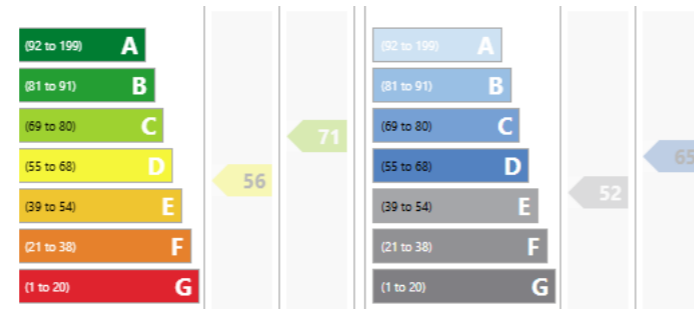 (92 to 199) A
(81 to 91) B
(69 to 80) C
(55 to 68) D
(39 to 54) E
(21 to 38) F
(1 to 20) G
56
71
(92 to 199) A
(81 to 91) B
(69 to 80) C
(55 to 68) D
(39 to 54) E
(21 to 38) F
(1 to 20) G
52
65